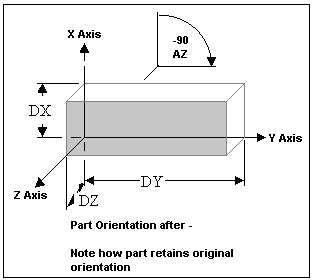 X Axis
-90
AZ
DX
Y Axis
DY
Z Axis
DZ
Part Orientation after -
Note how part retains original
orientation